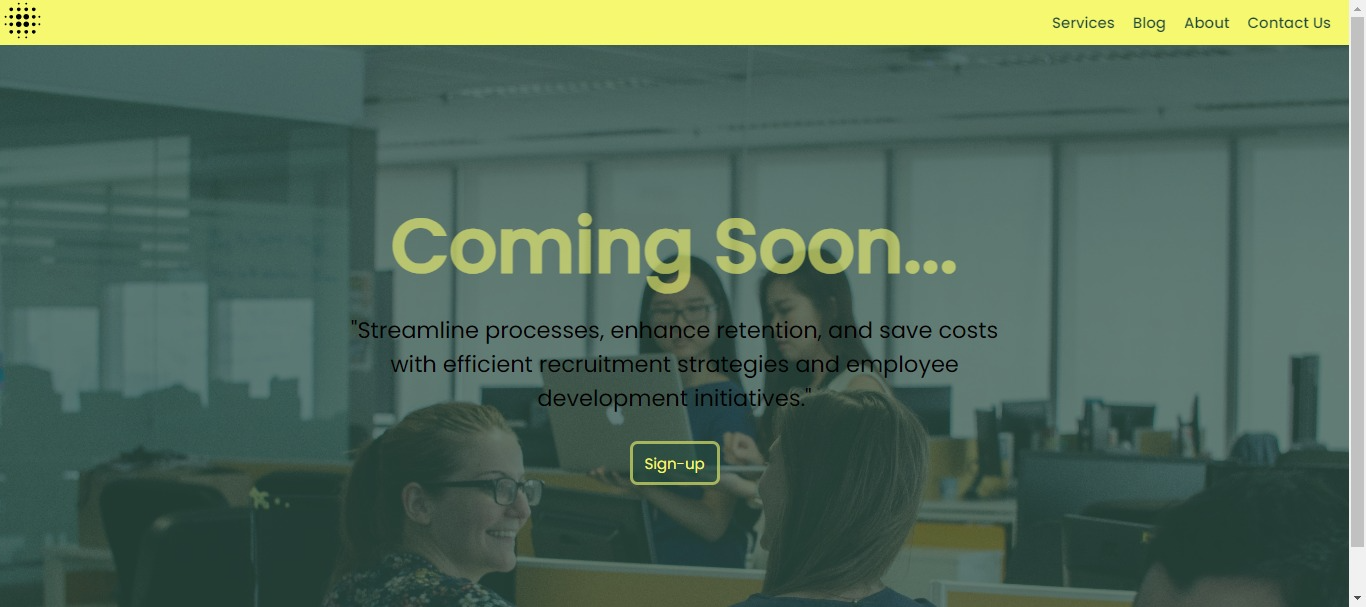 Services Blog About Contact Us
Coming Soon...
"Streamline processes, enhance retention, and save costs
with efficient recruitment strategies and employee
development initiatives."
Sign-up